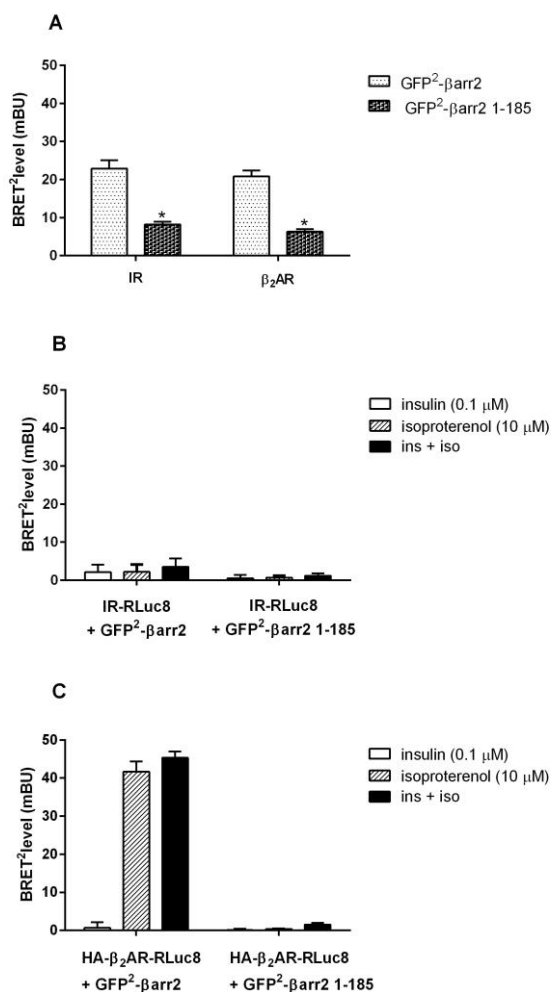 A
50
40
30
20
10
0
BRET²level (mBU)
*
*
IR
β₂AR
GFP²-βarr2
GFP²-βarr2 1-185
B
50
40
30
20
10
0
BRET²level (mBU)
insulin (0.1 μM)
isoproterenol (10 μM)
ins + iso
IR-RLuc8 IR-RLuc8
+ GFP²-βarr2 + GFP²-βarr2 1-185
C
50
40
30
20
10
0
BRET²level (mBU)
insulin (0.1 μM)
isoproterenol (10 μM)
ins + iso
HA-β₂AR-RLuc8 HA-β₂AR-RLuc8
+ GFP²-βarr2 + GFP²-βarr2 1-185